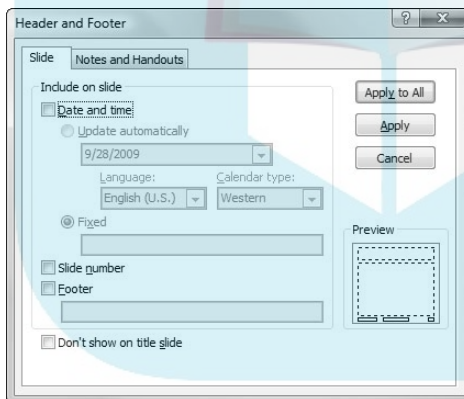 Header and Footer
Slide
Notes and Handouts
Include on slide
Date and time
Update automatically
9/28/2009
Language:
Calendar type:
English (U.S.)
Western
Fixed
Slide number
Footer
Don't show on title slide
Apply to All
Apply
Cancel
Preview